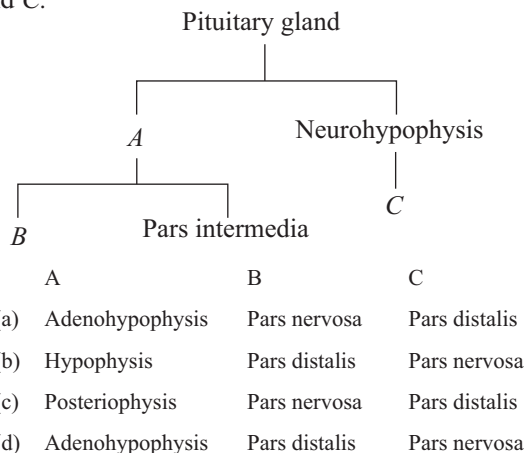 d C.
Pituitary gland
A
Neurohypophysis
B
Pars intermedia
C
A B C
a) Adenohypophysis Pars nervosa Pars distalis
b) Hypophysis Pars distalis Pars nervosa
c) Posteriophysis Pars nervosa Pars distalis
d) Adenohypophysis Pars distalis Pars nervosa